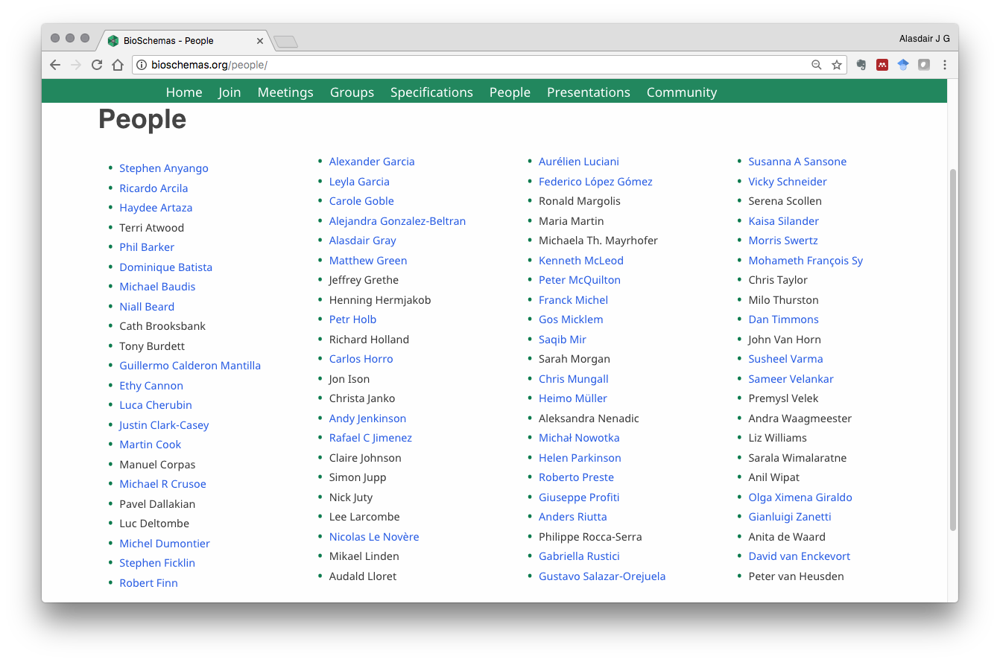 BioSchemas - People
Alasdair J G
bioschemas.org/people/
Home Join Meetings Groups Specifications People Presentations Community
People
Stephen Anyango
Ricardo Arcila
Haydee Artaza
Terri Atwood
Phil Barker
Dominique Batista
Michael Baudis
Niall Beard
Cath Brooksbank
Tony Burdett
Guillermo Calderon Mantilla
Ethy Cannon
Luca Cherubin
Justin Clark-Casey
Martin Cook
Manuel Corpas
Michael R Crusoe
Pavel Dallakian
Luc Deltombe
Michel Dumontier
Stephen Ficklin
Robert Finn
Alexander Garcia
Leyla Garcia
Carole Goble
Alejandra Gonzalez-Beltran
Alasdair Gray
Matthew Green
Jeffrey Grethe
Henning Hermjakob
Petr Holb
Richard Holland
Carlos Horro
Jon Ison
Christa Janko
Andy Jenkinson
Rafael C Jimenez
Claire Johnson
Simon Jupp
Nick Juty
Lee Larcombe
Nicolas Le Novère
Mikael Linden
Audald Lloret
Aurélien Luciani
Federico López Gómez
Ronald Margolis
Maria Martin
Michaela Th. Mayrhofer
Kenneth McLeod
Peter McQuilton
Franck Michel
Gos Micklem
Saqib Mir
Sarah Morgan
Chris Mungall
Heimo Müller
Aleksandra Nenadic
Michał Nowotka
Helen Parkinson
Roberto Preste
Giuseppe Profiti
Anders Riutta
Philippe Rocca-Serra
Gabriella Rustici
Gustavo Salazar-Orejuela
Susanna A Sansone
Vicky Schneider
Serena Scollen
Kaisa Silander
Morris Swertz
Mohameth François Sy
Chris Taylor
Milo Thurston
Dan Timmons
John Van Horn
Susheel Varma
Sameer Velankar
Premysl Velek
Andra Waagmeester
Liz Williams
Sarala Wimalaratne
Anil Wipat
Olga Ximena Giraldo
Gianluigi Zanetti
Anita de Waard
David van Enckevort
Peter van Heusden